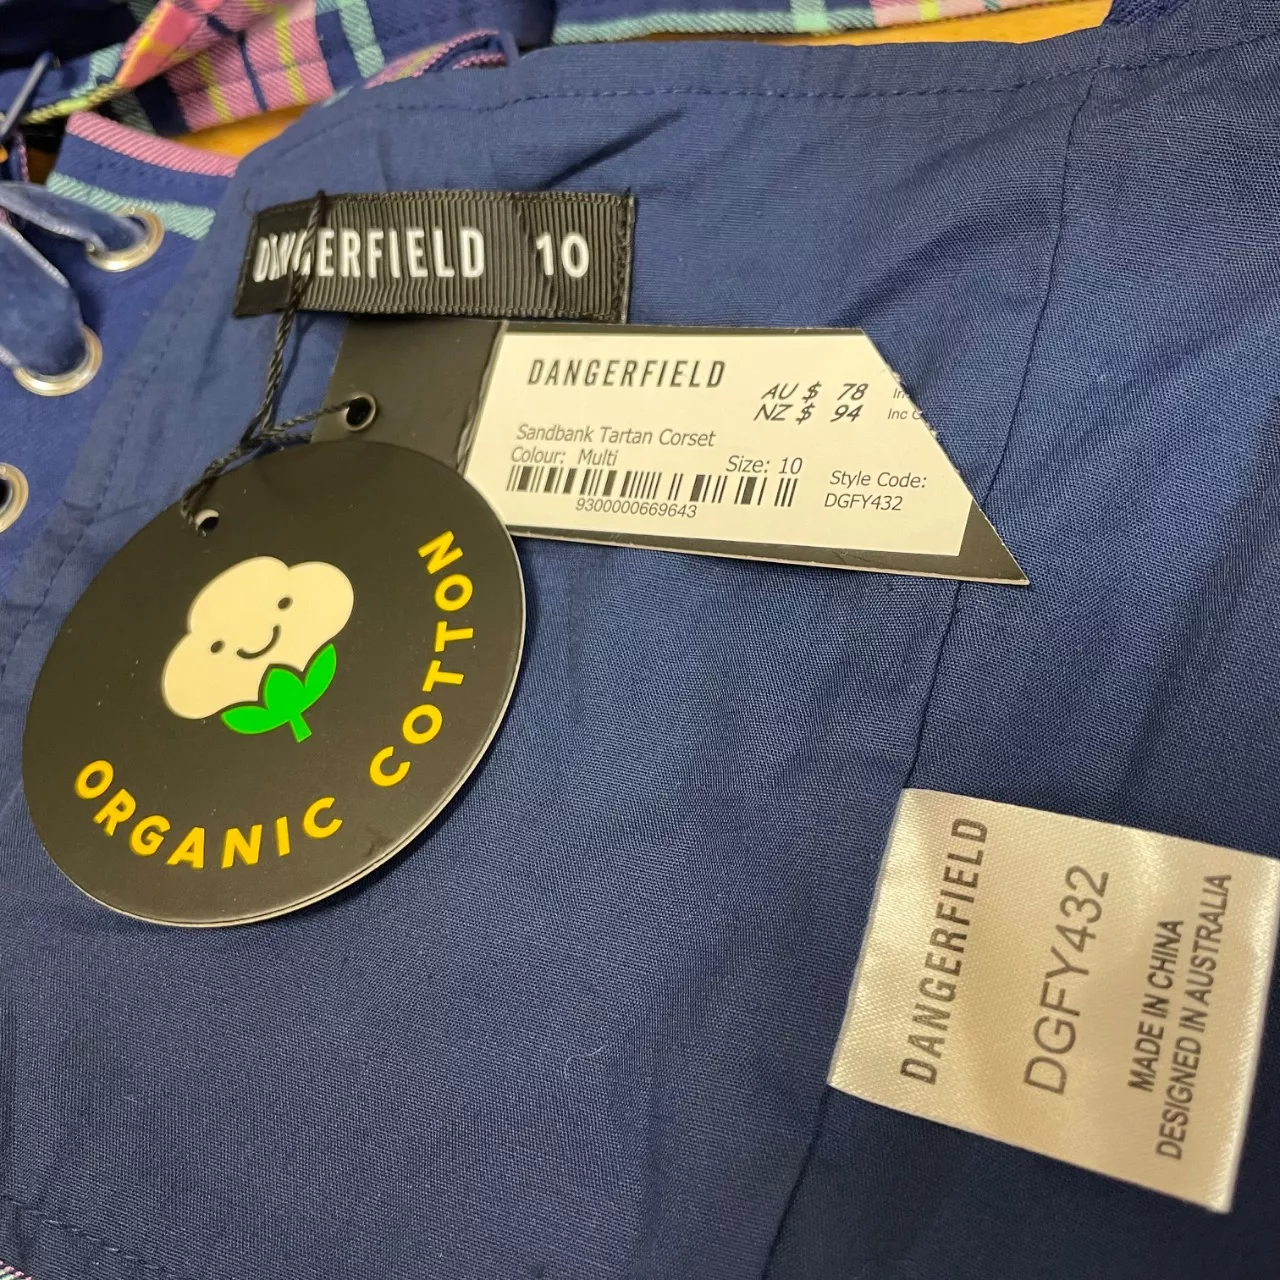 DANGERFIELD 10
DANGERFIELD
AU $ 78
NZ $ 94 Inc
Sandbank Tartan Corset
Colour: Multi
Size: 10
Style Code:
DGFY432
9300000669643
ORGANIC COTTON
DANGERFIELD
DGFY432
MADE IN CHINA
DESIGNED IN AUSTRALIA